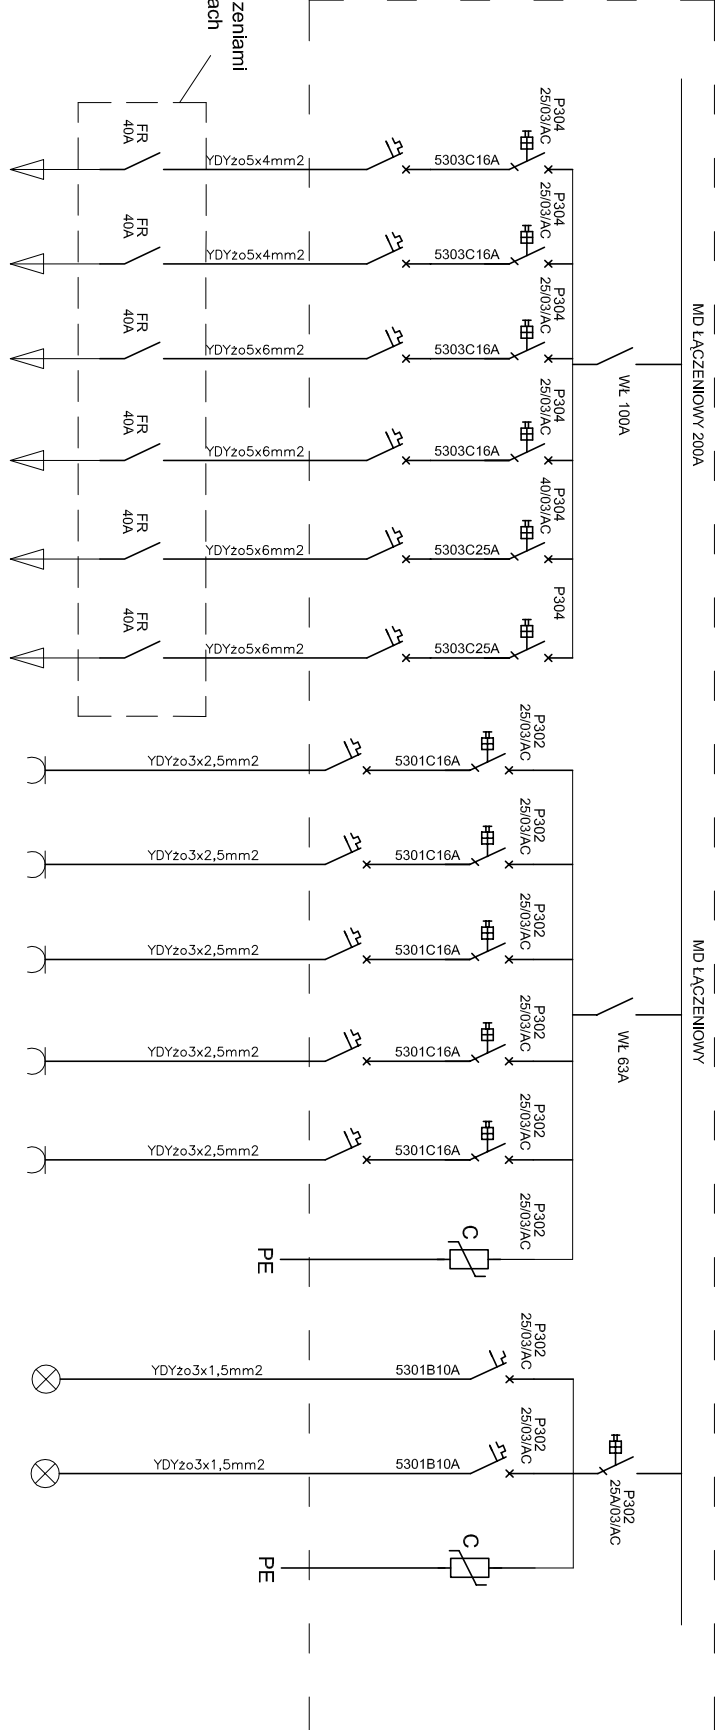 zeniami
ach
FR
40A
YDYżo5x4mm2
5303C16A
P304
25/03/AC
FR
40A
YDYżo5x4mm2
5303C16A
P304
25/03/AC
FR
40A
YDYżo5x6mm2
5303C16A
P304
25/03/AC
FR
40A
YDYżo5x6mm2
5303C16A
P304
25/03/AC
FR
40A
YDYżo5x6mm2
5303C25A
P304
40/03/AC
FR
40A
YDYżo5x6mm2
5303C25A
P304
WŁ 100A
MD ŁĄCZENIOWY 200A
YDYżo3x2,5mm2
5301C16A
P302
25/03/AC
YDYżo3x2,5mm2
5301C16A
P302
25/03/AC
YDYżo3x2,5mm2
5301C16A
P302
25/03/AC
YDYżo3x2,5mm2
5301C16A
P302
25/03/AC
YDYżo3x2,5mm2
5301C16A
P302
25/03/AC
PE
C
P302
25/03/AC
WŁ 63A
MD ŁĄCZENIOWY
YDYżo3x1,5mm2
5301B10A
P302
25/03/AC
YDYżo3x1,5mm2
5301B10A
P302
25/03/AC
P302
25A/03/AC
PE
C